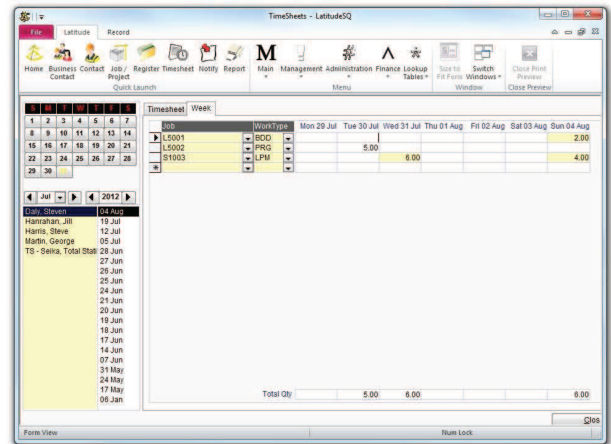 TimeSheets - LatitudeSQ
File Latitude Record
Home Business Contact Contact Job / Project Register Timesheet Notify Report Main Management Administration Finance Lookup Tables Size to Fit Form Switch Windows Close Print Preview
Quick Launch Menu Window Close Preview
S M T W T F S
1 2 3 4 5 6 7
8 9 10 11 12 13 14
15 16 17 18 19 20 21
22 23 24 25 26 27 28
29 30
Jul 2012
Daly, Steven 04 Aug
Hanrahan, Jill 19 Jul
Harris, Steve 12 Jul
Martin, George 05 Jul
TS - Seika, Total Stati 28 Jun
27 Jun
26 Jun
25 Jun
24 Jun
21 Jun
20 Jun
19 Jun
18 Jun
17 Jun
14 Jun
07 Jun
31 May
24 May
17 May
06 Jan
Timesheet Week
Job WorkType Mon 29 Jul Tue 30 Jul Wed 31 Jul Thu 01 Aug Fri 02 Aug Sat 03 Aug Sun 04 Aug
L5001 BDD 2.00
L5002 PRG 5.00
S1003 LPM 6.00 4.00
Total Qty 5.00 6.00 6.00
Clos
Form View Num Lock